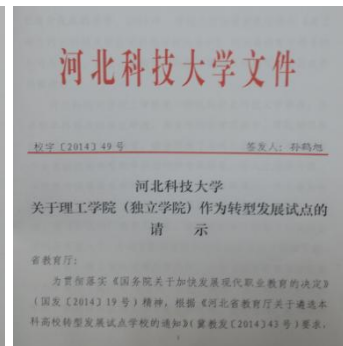 河北科技大学文件
校字〔2014〕49号 签发人：孙鹤旭
河北科技大学
关于理工学院（独立学院）作为转型发展试点的
请 示
省教育厅：
为贯彻落实《国务院关于加快发展现代职业教育的决定》
（国发〔2014〕19号）精神，根据《河北省教育厅关于遴选本
科高校转型发展试点学校的通知》（冀教发〔2014〕43号）要求，